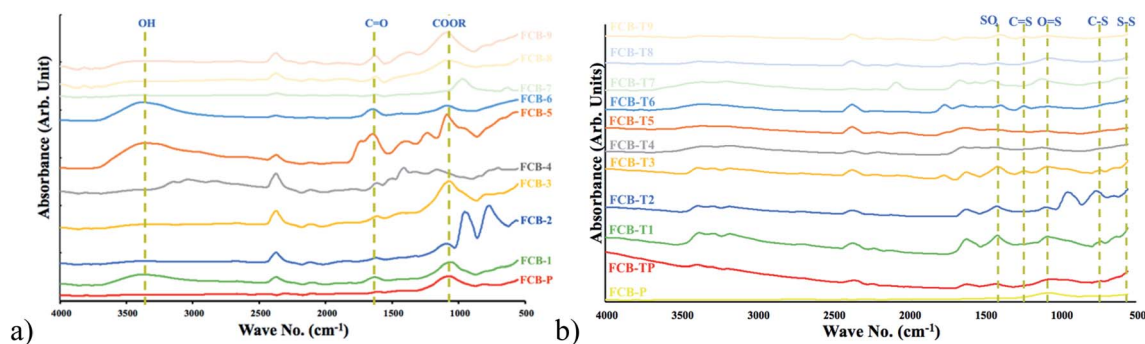 OH C=O COOR
Absorbance (Arb. Unit)
FCB-9
FCB-8
FCB-7
FCB-6
FCB-5
FCB-4
FCB-3
FCB-2
FCB-1
FCB-P
4000 3500 3000 2500 2000 1500 1000 500
Wave No. (cm-1)
a)
SO C=S O=S C-S S-S
Absorbance (Arb. Units)
FCB-T9
FCB-T8
FCB-T7
FCB-T6
FCB-T5
FCB-T4
FCB-T3
FCB-T2
FCB-T1
FCB-TP
FCB-P
4000 3500 3000 2500 2000 1500 1000 500
Wave No. (cm-1)
b)